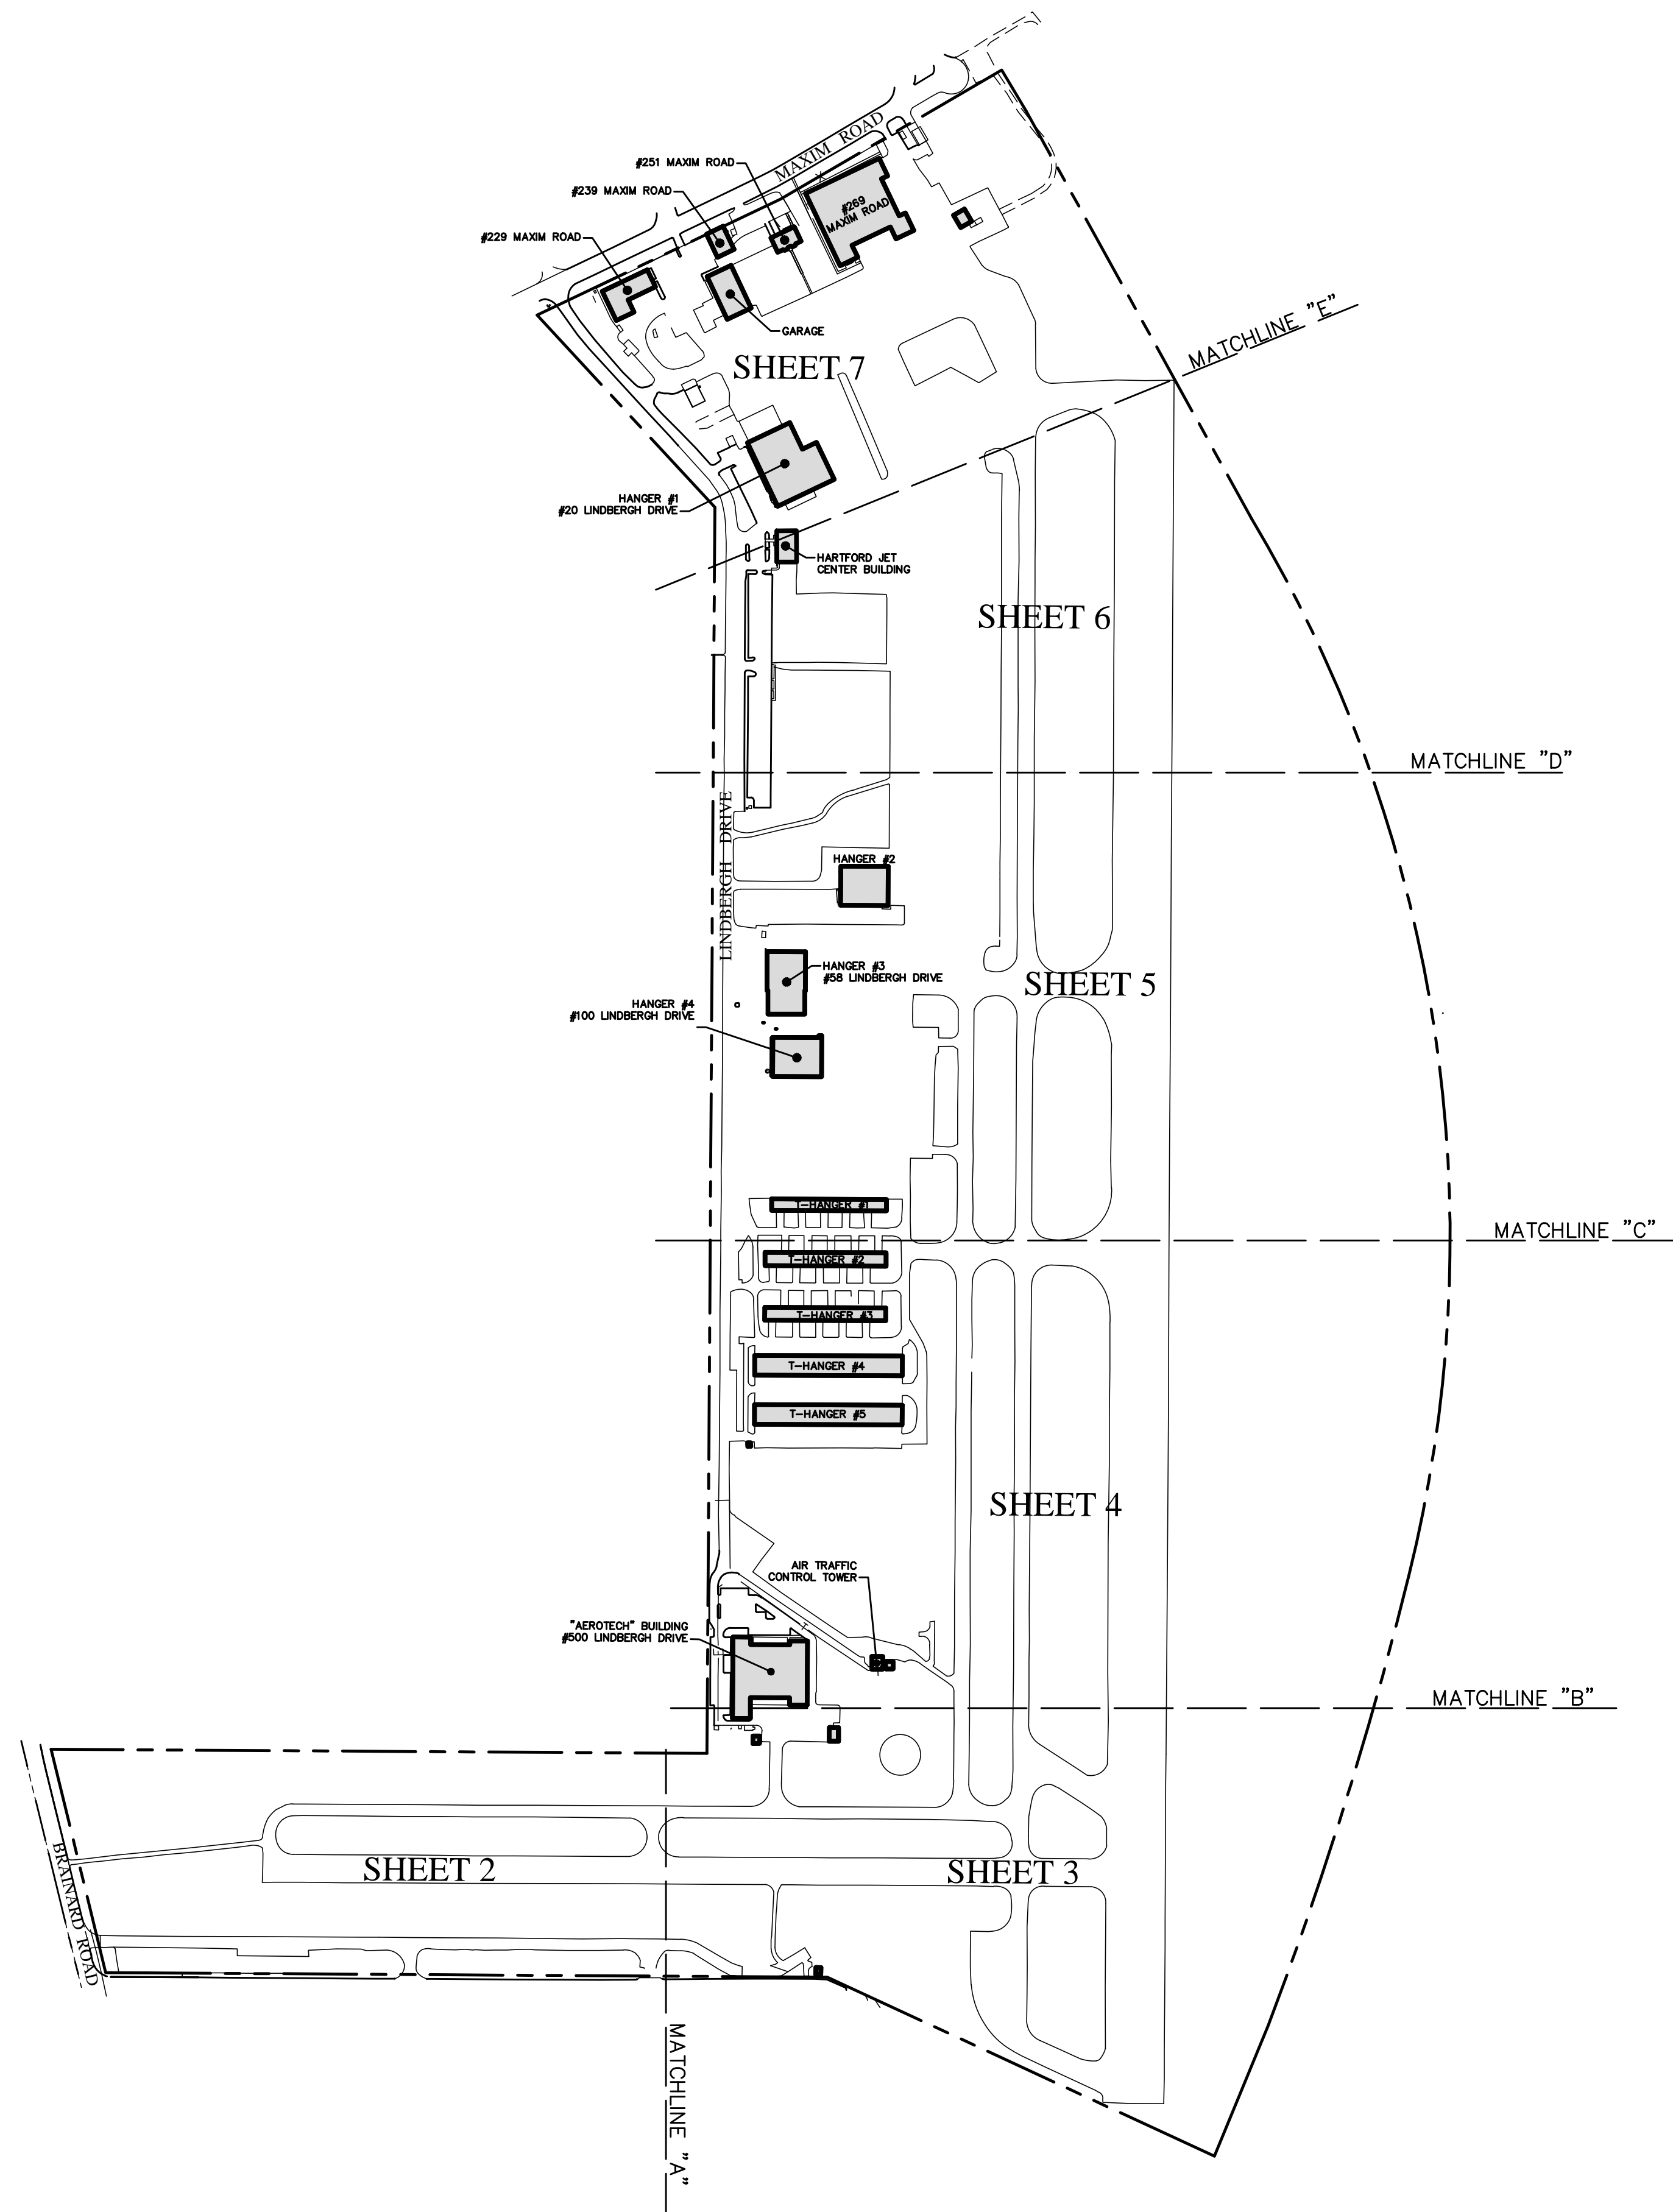 MAXIM ROAD
#251 MAXIM ROAD
#239 MAXIM ROAD
#269
MAXIM ROAD
#229 MAXIM ROAD
GARAGE
MATCHLINE "E"
SHEET 7
HANGER #1
#20 LINDBERGH DRIVE
HARTFORD JET
CENTER BUILDING
SHEET 6
MATCHLINE "D"
LINDBERGH DRIVE
HANGER #2
HANGER #3
#58 LINDBERGH DRIVE
SHEET 5
HANGER #4
#100 LINDBERGH DRIVE
T-HANGER #1
MATCHLINE "C"
T-HANGER #2
T-HANGER #3
T-HANGER #4
T-HANGER #5
SHEET 4
AIR TRAFFIC
CONTROL TOWER
"AEROTECH" BUILDING
#500 LINDBERGH DRIVE
MATCHLINE "B"
BRAINARD ROAD
SHEET 2
SHEET 3
MATCHLINE "A"